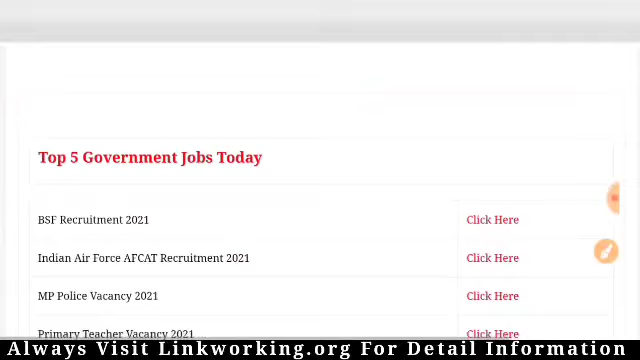 Top 5 Government Jobs Today
BSF Recruitment 2021 Click Here
Indian Air Force AFCAT Recruitment 2021 Click Here
MP Police Vacancy 2021 Click Here
Primary Teacher Vacancy 2021 Click Here
Always Visit Linkworking.org For Detail Information